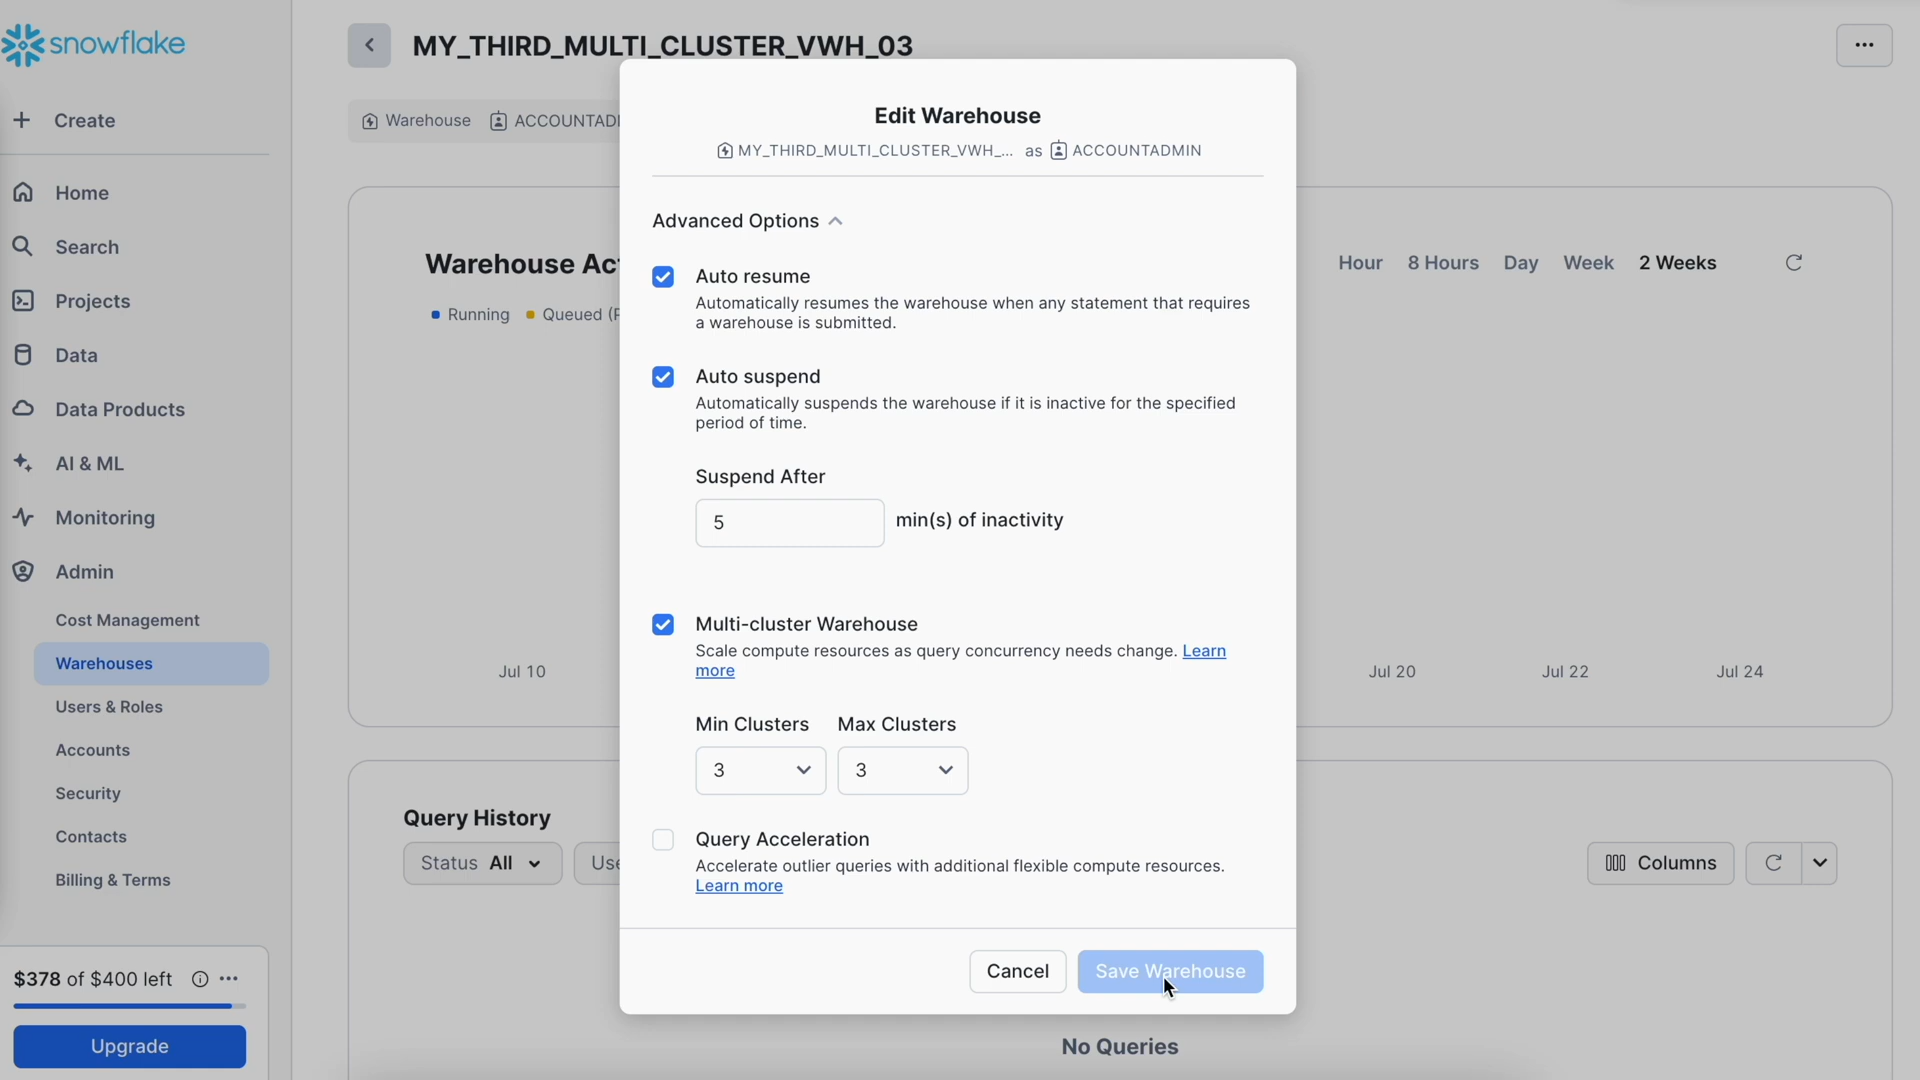 snowflake
Create
Home
Search
Projects
Data
Data Products
AI & ML
Monitoring
Admin
Cost Management
Warehouses
Users & Roles
Accounts
Security
Contacts
Billing & Terms
$378 of $400 left
Upgrade
MY_THIRD_MULTI_CLUSTER_VWH_03
Warehouse ACCOUNTADI
Warehouse Act
Running Queued (P
Hour 8 Hours Day Week 2 Weeks
Jul 10 Jul 20 Jul 22 Jul 24
Query History
Status All Use
Columns
No Queries
Edit Warehouse
MY_THIRD_MULTI_CLUSTER_VWH_... as ACCOUNTADMIN
Advanced Options
Auto resume
Automatically resumes the warehouse when any statement that requires
a warehouse is submitted.
Auto suspend
Automatically suspends the warehouse if it is inactive for the specified
period of time.
Suspend After
5 min(s) of inactivity
Multi-cluster Warehouse
Scale compute resources as query concurrency needs change. Learn
more
Min Clusters Max Clusters
3 3
Query Acceleration
Accelerate outlier queries with additional flexible compute resources.
Learn more
Cancel Save Warehouse